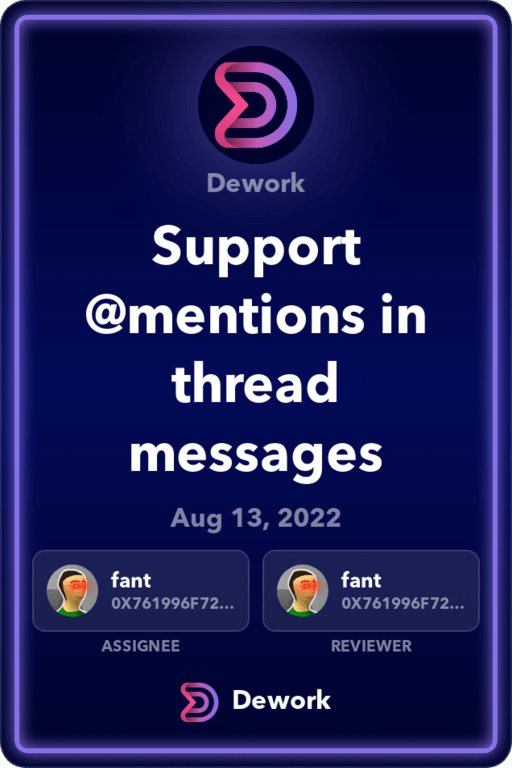 Dework
Support
@mentions in
thread
messages
Aug 13, 2022
fant
0X761996F72...
ASSIGNEE
fant
0X761996F72...
REVIEWER
Dework